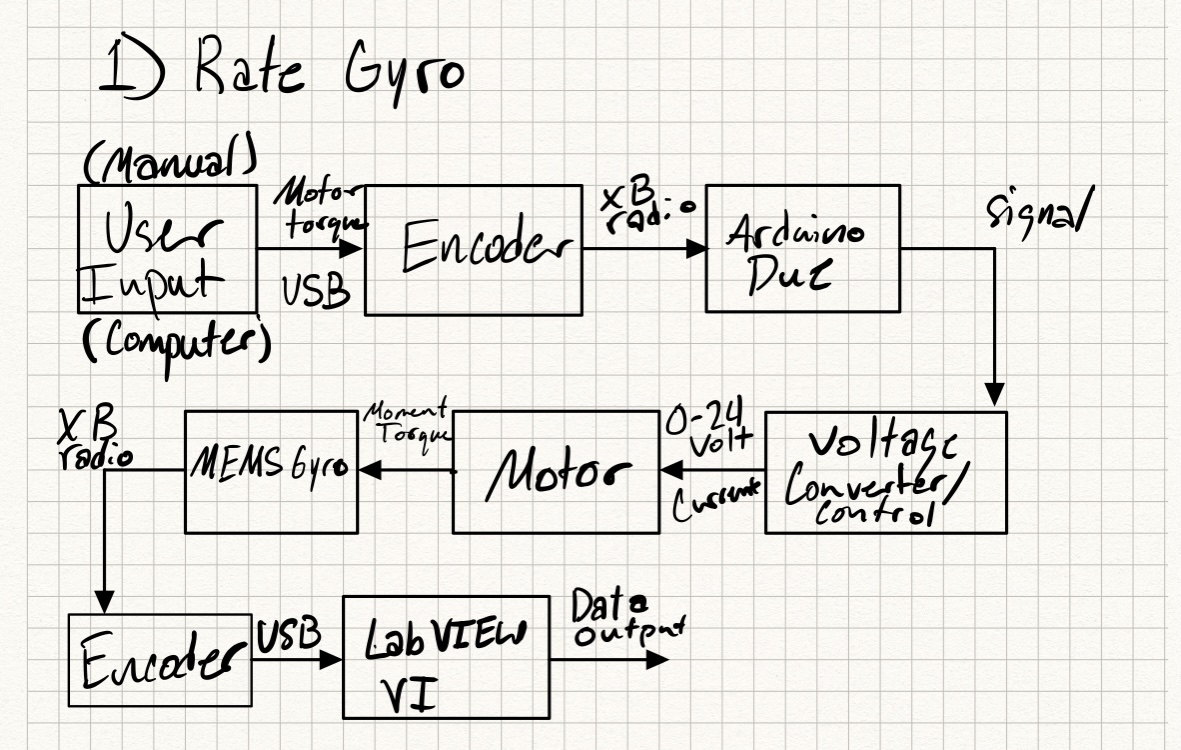 1) Rate Gyro
(Manual)
User
Input
(Computer)
Motor
torque
USB
Encoder
XB
radio
Arduino
Due
signal
Voltage
Converter/
control
0-24
Volt
Current
Motor
Moment
Torque
MEMS Gyro
XB
radio
Encoder
USB
LabVIEW
VI
Data
output